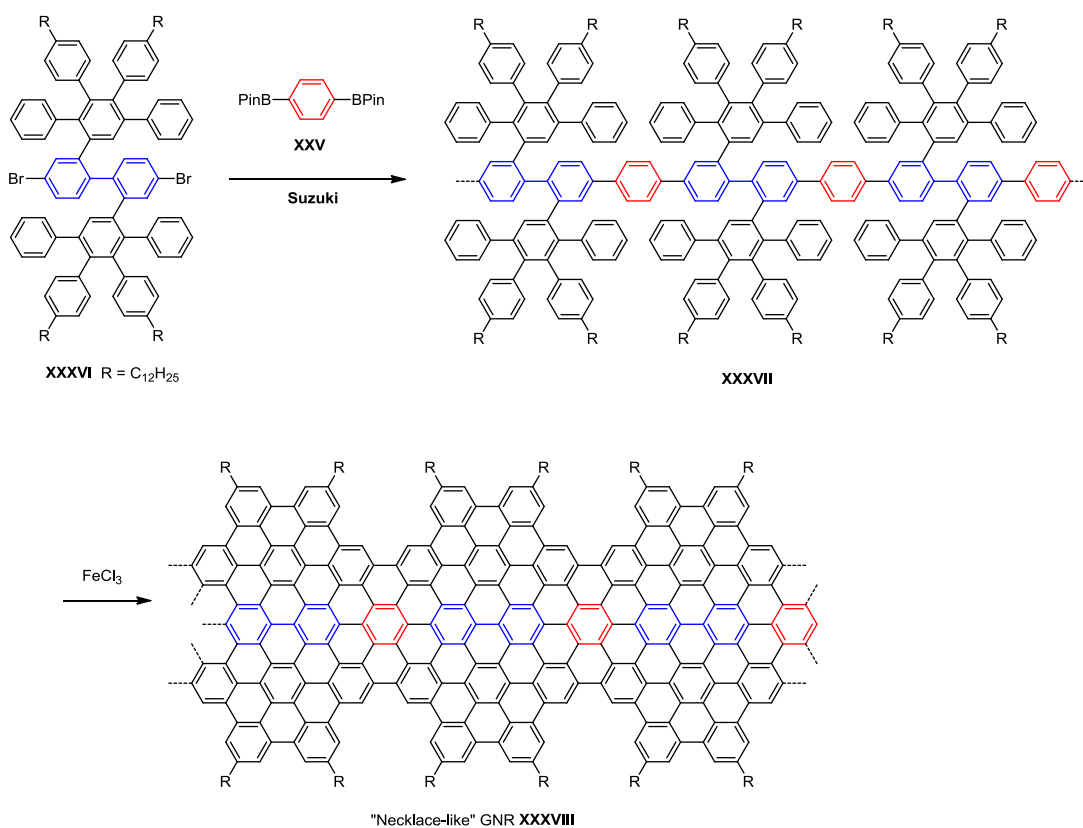 R R R R R R R R
PinB BPin
XXV
Br Br
Suzuki
R R R R R R R R
XXXVI R = C₁₂H₂₅
XXXVII
R R R R R R
FeCl₃
R R R R R R
"Necklace-like" GNR XXXVIII